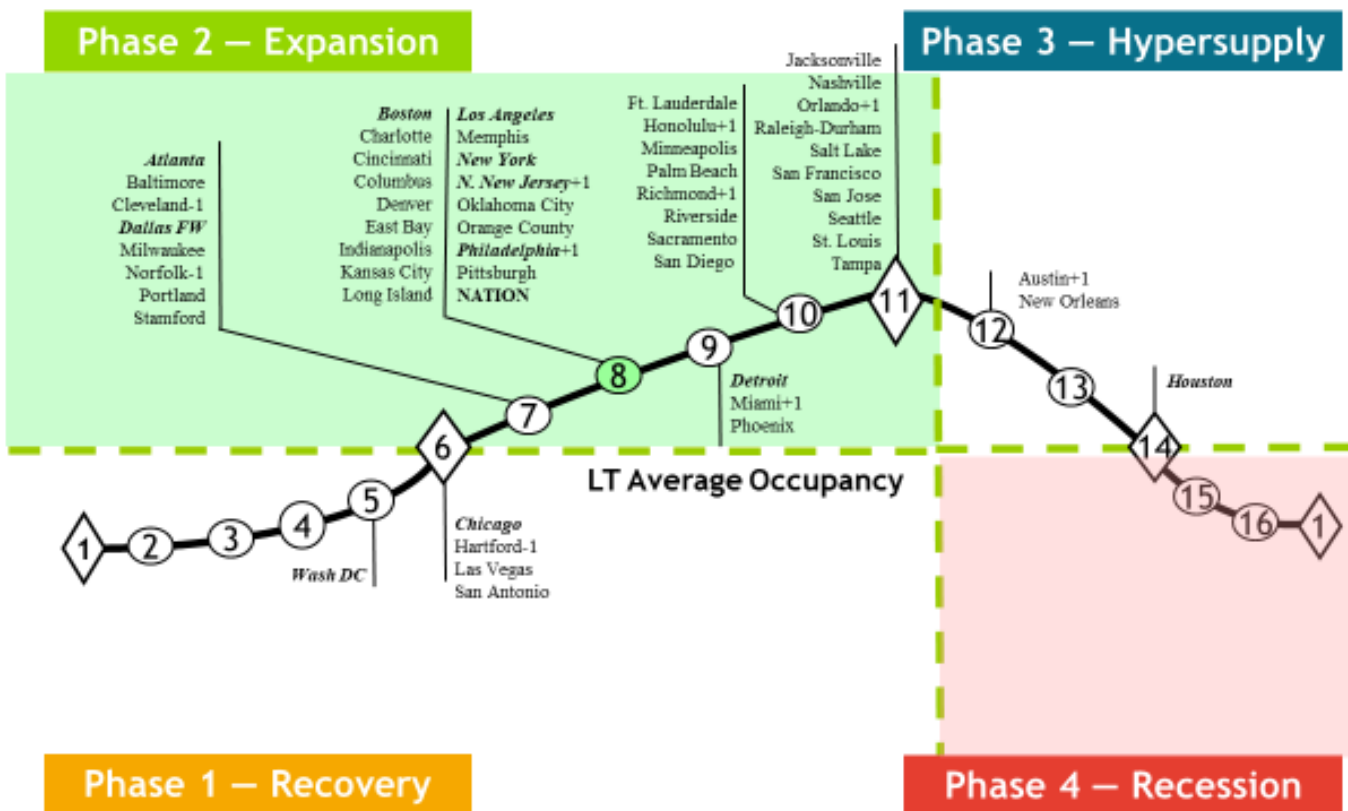 Phase 2 — Expansion
Phase 3 — Hypersupply
Atlanta
Baltimore
Cleveland-1
Dallas FW
Milwaukee
Norfolk-1
Portland
Stamford
Boston
Charlotte
Cincinnati
Columbus
Denver
East Bay
Indianapolis
Kansas City
Long Island
Los Angeles
Memphis
New York
N. New Jersey+1
Oklahoma City
Orange County
Philadelphia+1
Pittsburgh
NATION
Ft. Lauderdale
Honolulu+1
Minneapolis
Palm Beach
Richmond+1
Riverside
Sacramento
San Diego
Jacksonville
Nashville
Orlando+1
Raleigh-Durham
Salt Lake
San Francisco
San Jose
Seattle
St. Louis
Tampa
Austin+1
New Orleans
Detroit
Miami+1
Phoenix
Houston
LT Average Occupancy
1
2
3
4
5
6
7
8
9
10
11
12
13
14
15
16
1
Wash DC
Chicago
Hartford-1
Las Vegas
San Antonio
Phase 1 — Recovery
Phase 4 — Recession